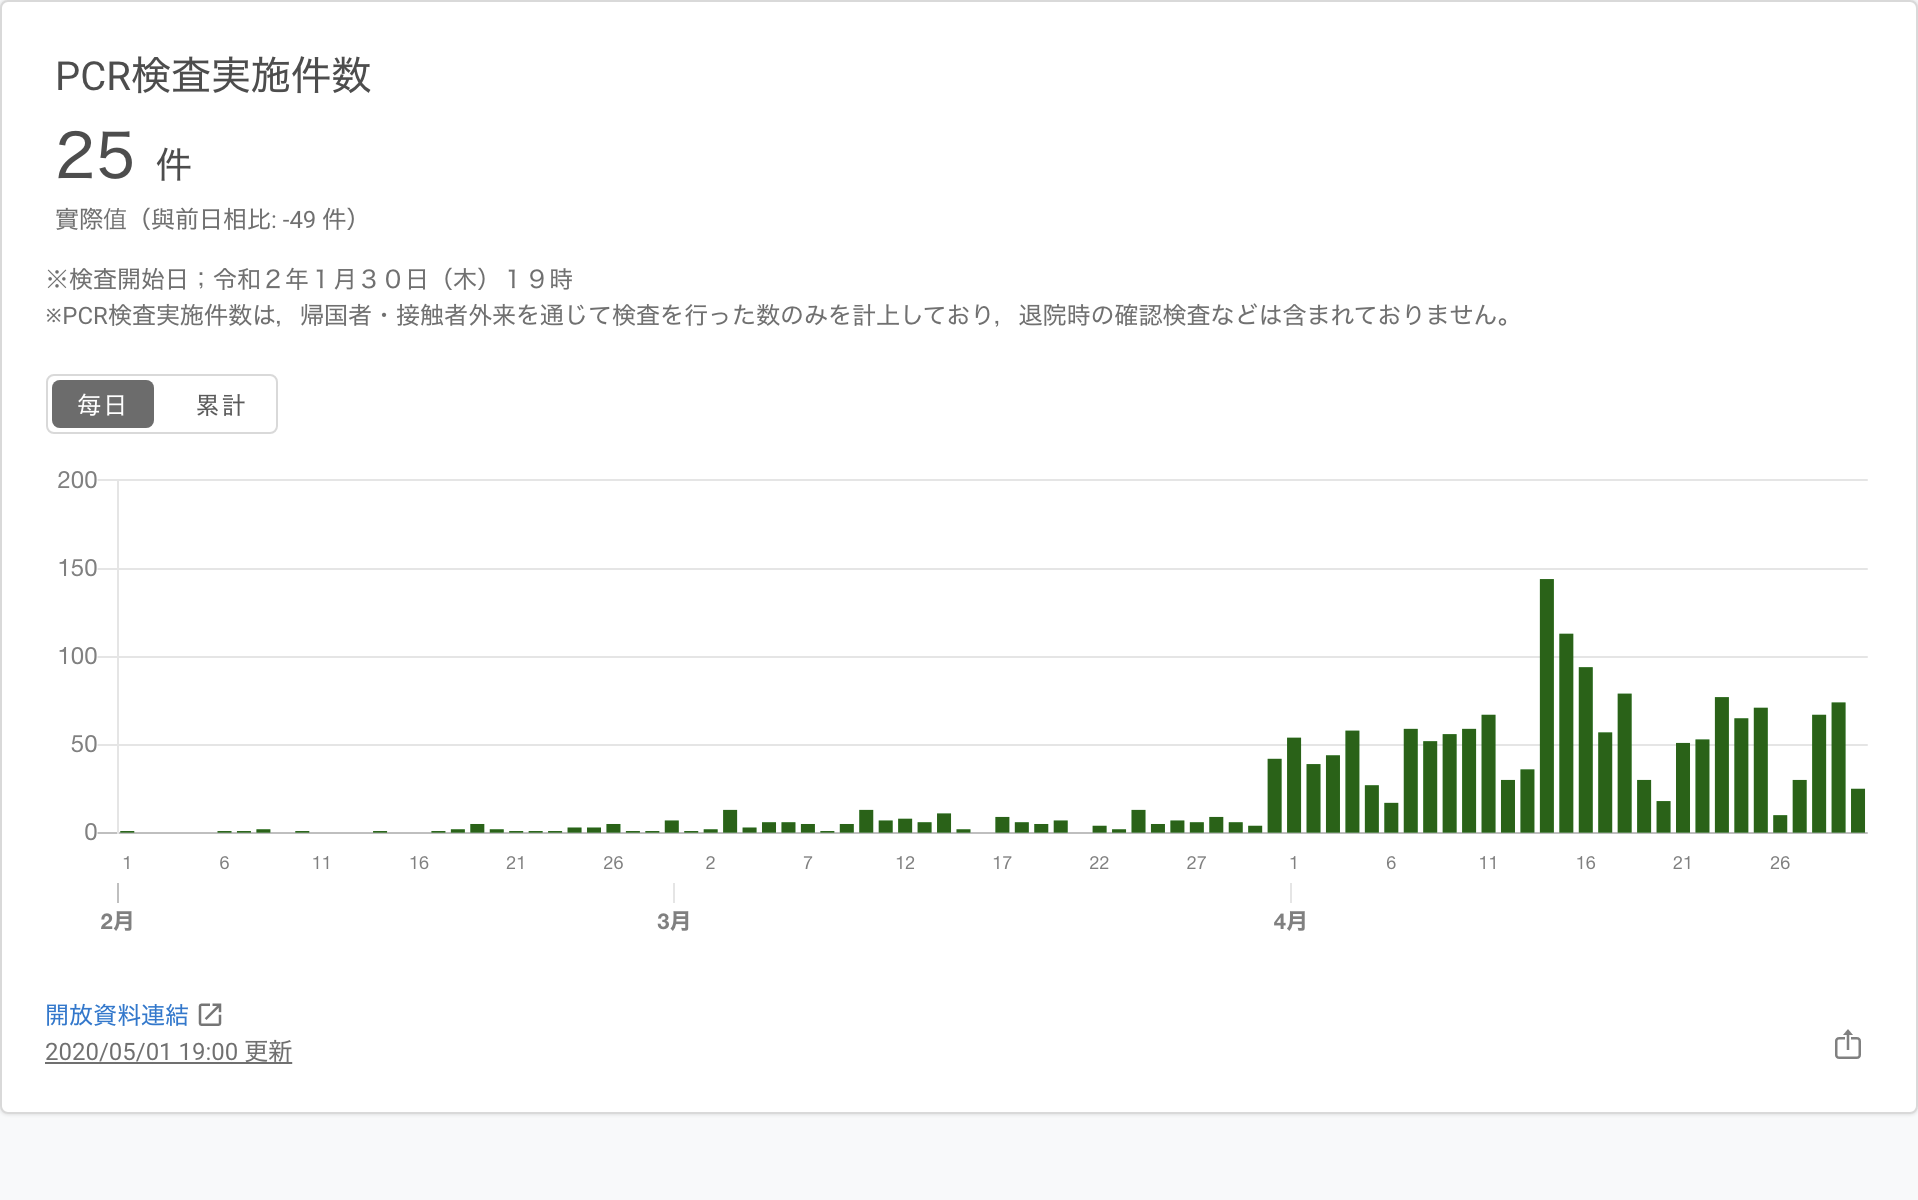 PCR検査実施件数
25 件
實際值（與前日相比: -49 件）
※検査開始日；令和２年１月３０日（木）１９時
※PCR検査実施件数は，帰国者・接触者外来を通じて検査を行った数のみを計上しており，退院時の確認検査などは含まれておりません。
每日 累計
200
150
100
50
0
1 6 11 16 21 26 2 7 12 17 22 27 1 6 11 16 21 26
2月 3月 4月
開放資料連結
2020/05/01 19:00 更新